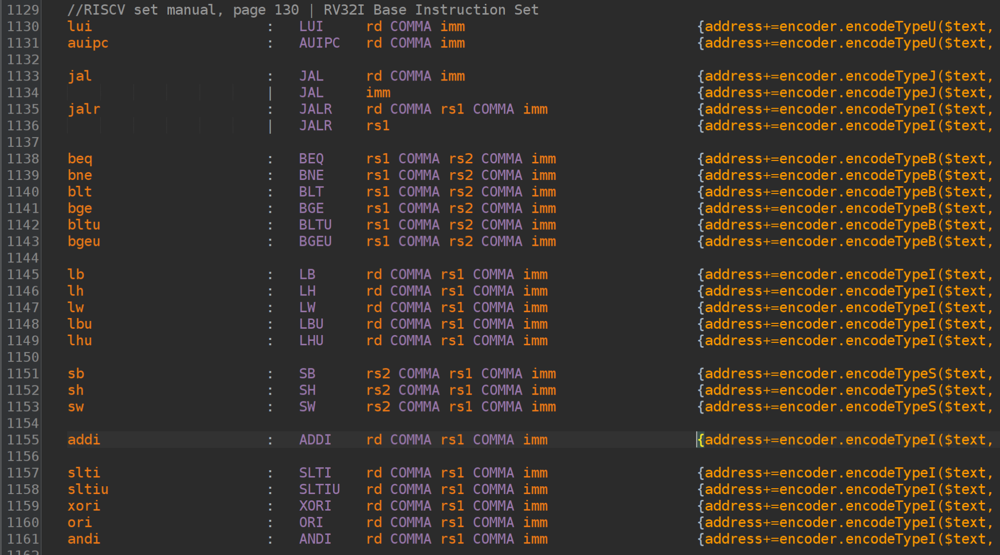 1129 //RISCV set manual, page 130 | RV32I Base Instruction Set
1130 lui : LUI rd COMMA imm {address+=encoder.encodeTypeU($text,
1131 auipc : AUIPC rd COMMA imm {address+=encoder.encodeTypeU($text,
1132
1133 jal : JAL rd COMMA imm {address+=encoder.encodeTypeJ($text,
1134 | JAL imm {address+=encoder.encodeTypeJ($text,
1135 jalr : JALR rd COMMA rs1 COMMA imm {address+=encoder.encodeTypeI($text,
1136 | JALR rs1 {address+=encoder.encodeTypeI($text,
1137
1138 beq : BEQ rs1 COMMA rs2 COMMA imm {address+=encoder.encodeTypeB($text,
1139 bne : BNE rs1 COMMA rs2 COMMA imm {address+=encoder.encodeTypeB($text,
1140 blt : BLT rs1 COMMA rs2 COMMA imm {address+=encoder.encodeTypeB($text,
1141 bge : BGE rs1 COMMA rs2 COMMA imm {address+=encoder.encodeTypeB($text,
1142 bltu : BLTU rs1 COMMA rs2 COMMA imm {address+=encoder.encodeTypeB($text,
1143 bgeu : BGEU rs1 COMMA rs2 COMMA imm {address+=encoder.encodeTypeB($text,
1144
1145 lb : LB rd COMMA rs1 COMMA imm {address+=encoder.encodeTypeI($text,
1146 lh : LH rd COMMA rs1 COMMA imm {address+=encoder.encodeTypeI($text,
1147 lw : LW rd COMMA rs1 COMMA imm {address+=encoder.encodeTypeI($text,
1148 lbu : LBU rd COMMA rs1 COMMA imm {address+=encoder.encodeTypeI($text,
1149 lhu : LHU rd COMMA rs1 COMMA imm {address+=encoder.encodeTypeI($text,
1150
1151 sb : SB rs2 COMMA rs1 COMMA imm {address+=encoder.encodeTypeS($text,
1152 sh : SH rs2 COMMA rs1 COMMA imm {address+=encoder.encodeTypeS($text,
1153 sw : SW rs2 COMMA rs1 COMMA imm {address+=encoder.encodeTypeS($text,
1154
1155 addi : ADDI rd COMMA rs1 COMMA imm {address+=encoder.encodeTypeI($text,
1156
1157 slti : SLTI rd COMMA rs1 COMMA imm {address+=encoder.encodeTypeI($text,
1158 sltiu : SLTIU rd COMMA rs1 COMMA imm {address+=encoder.encodeTypeI($text,
1159 xori : XORI rd COMMA rs1 COMMA imm {address+=encoder.encodeTypeI($text,
1160 ori : ORI rd COMMA rs1 COMMA imm {address+=encoder.encodeTypeI($text,
1161 andi : ANDI rd COMMA rs1 COMMA imm {address+=encoder.encodeTypeI($text,
1162